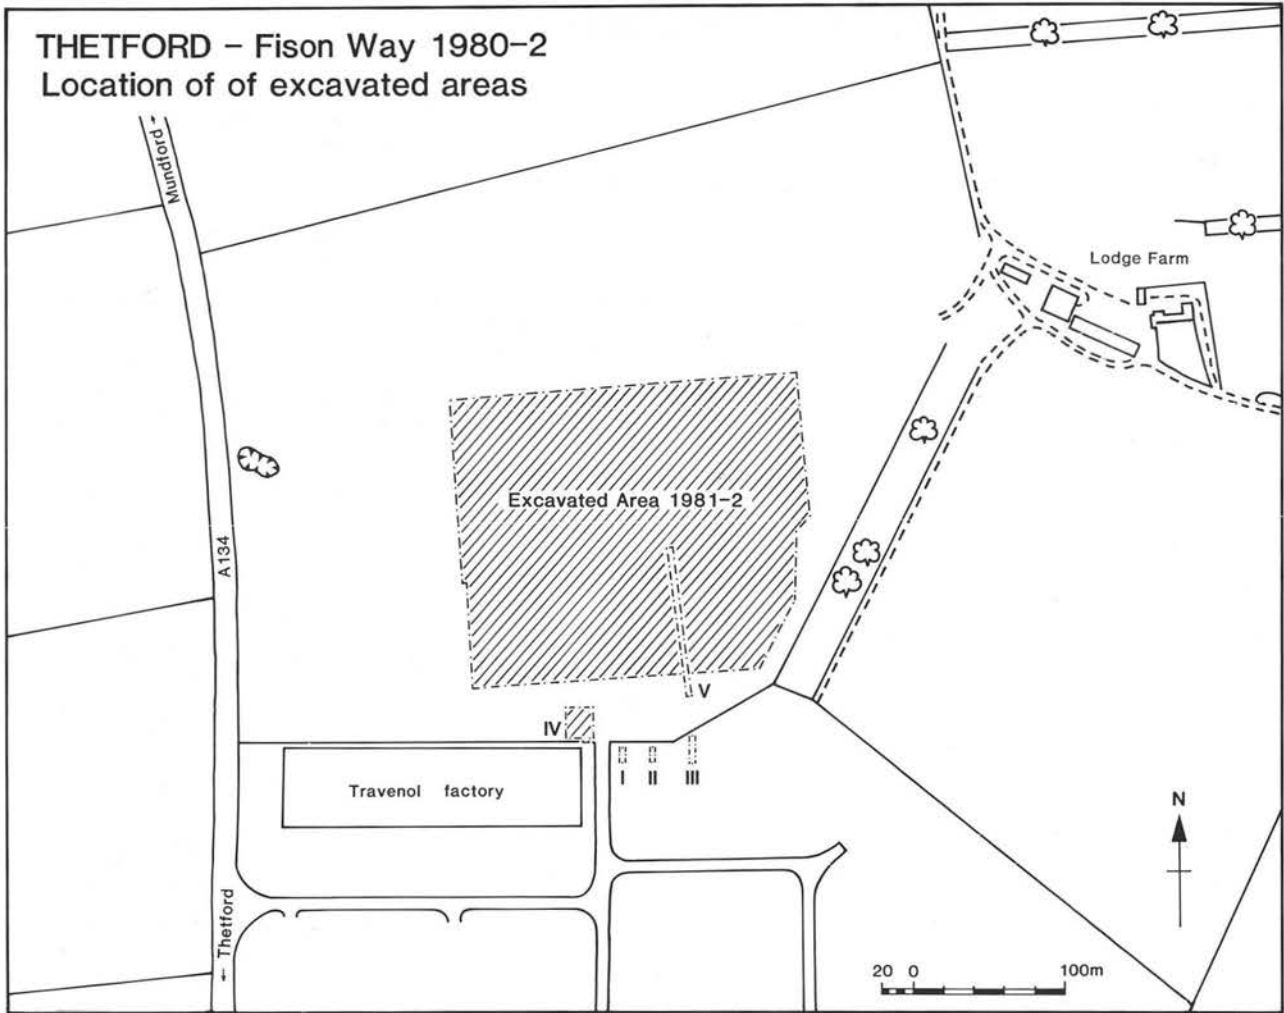 THETFORD – Fison Way 1980–2
Location of of excavated areas
Mundford
Lodge Farm
Excavated Area 1981–2
A134
V
IV
I II III
Travenol factory
N
Thetford
20 0 100m